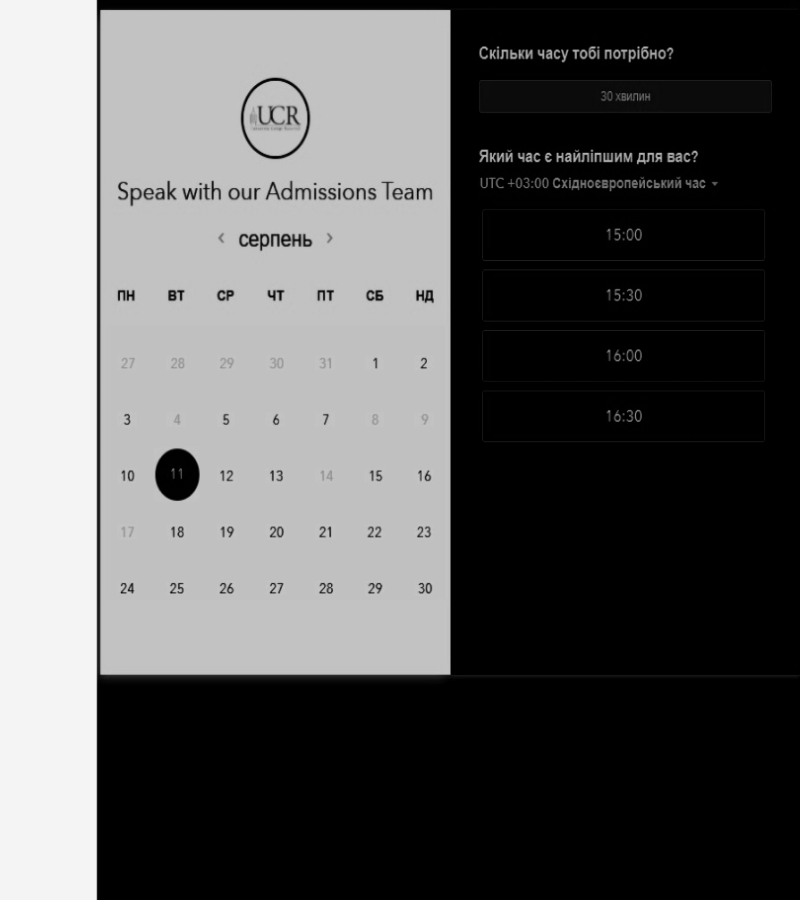 UCR
Speak with our Admissions Team
серпень
ПН ВТ СР ЧТ ПТ СБ НД
27 28 29 30 31 1 2
3 4 5 6 7 8 9
10 11 12 13 14 15 16
17 18 19 20 21 22 23
24 25 26 27 28 29 30
Скільки часу тобі потрібно?
30 хвилин
Який час є найліпшим для вас?
UTC +03:00 Східноєвропейський час
15:00
15:30
16:00
16:30